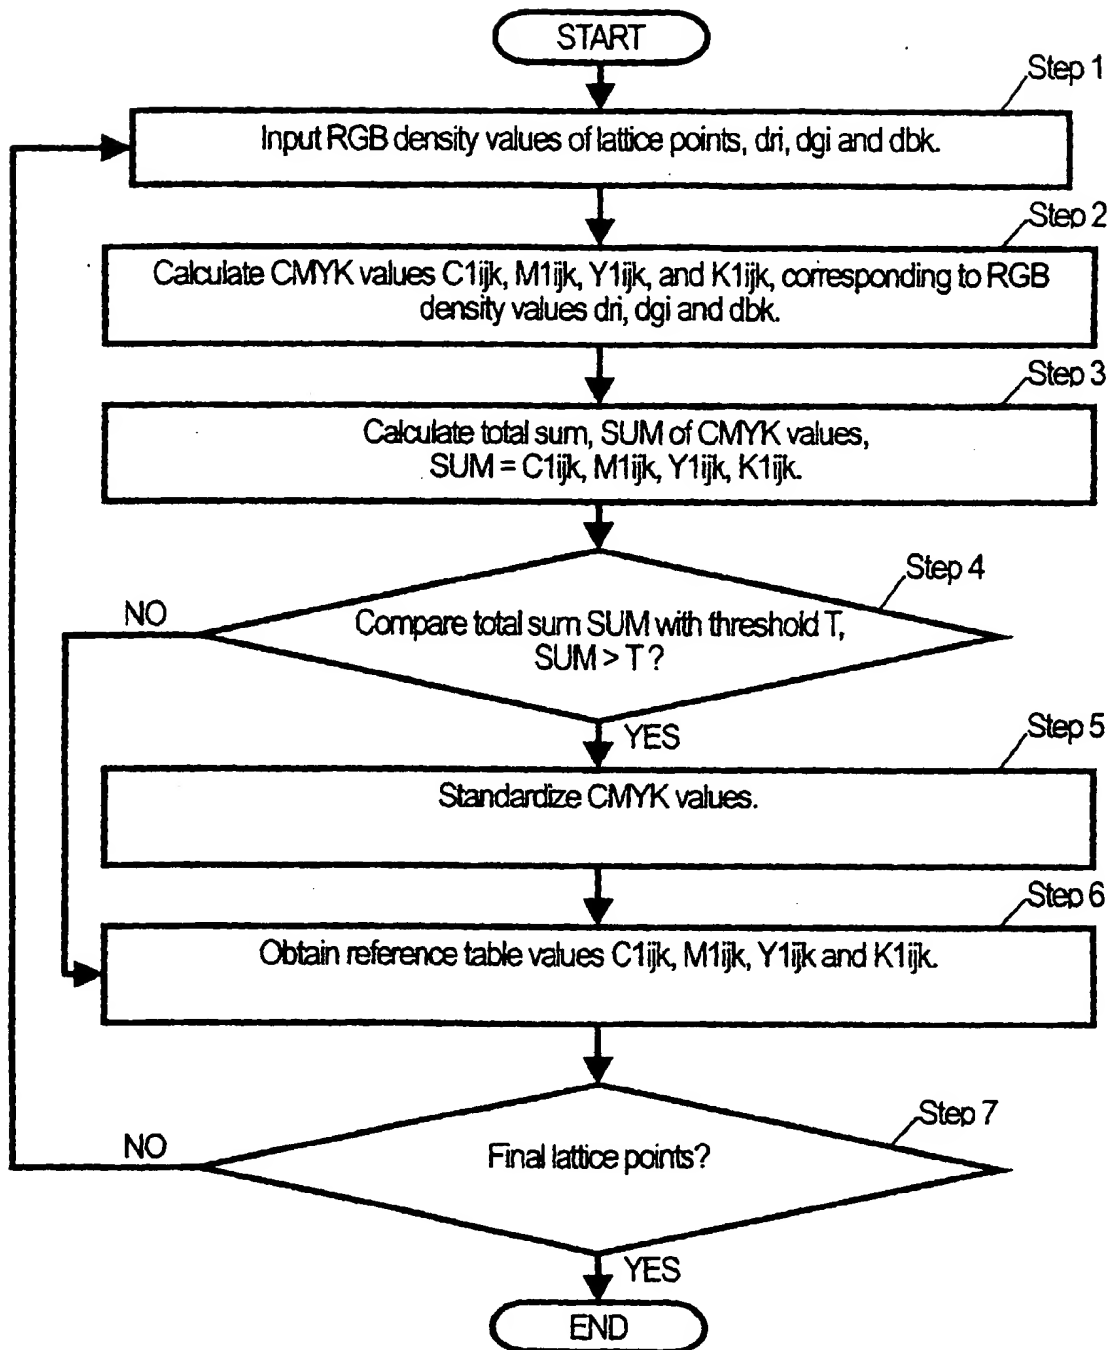 START
Step 1
Input RGB density values of lattice points, dri, dgi and dbk.
Step 2
Calculate CMYK values C1ijk, M1ijk, Y1ijk, and K1ijk, corresponding to RGB
density values dri, dgi and dbk.
Step 3
Calculate total sum, SUM of CMYK values,
SUM = C1ijk, M1ijk, Y1ijk, K1ijk.
Step 4
NO
Compare total sum SUM with threshold T,
SUM > T ?
YES
Step 5
Standardize CMYK values.
Step 6
Obtain reference table values C1ijk, M1ijk, Y1ijk and K1ijk.
Step 7
NO
Final lattice points?
YES
END